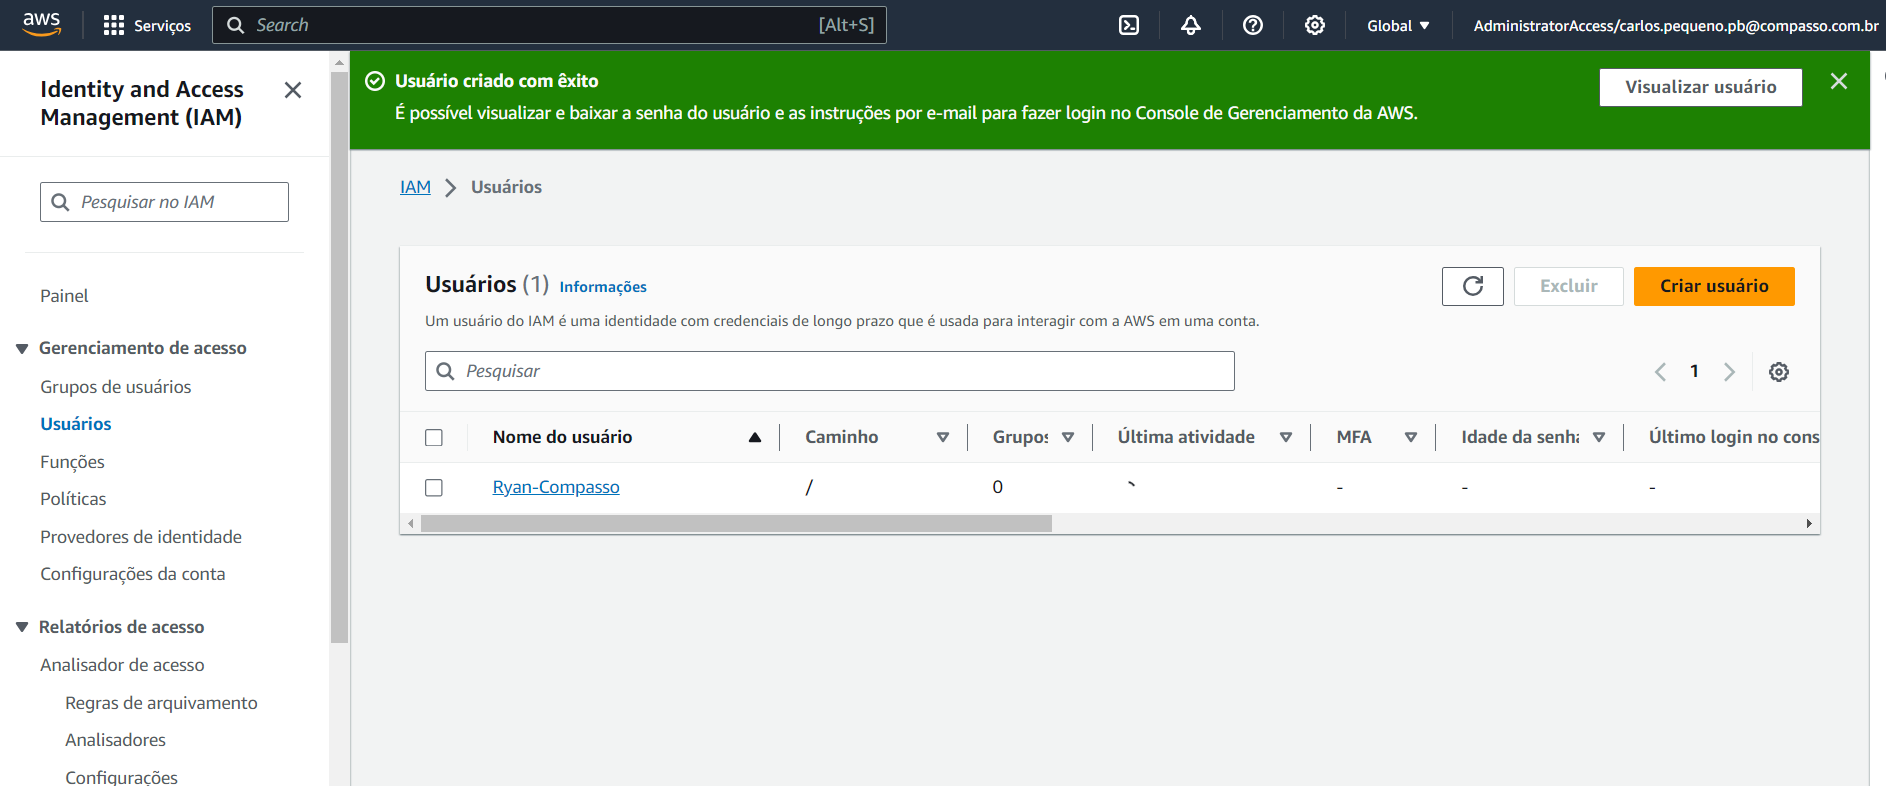 aws
Serviços
Search
[Alt+S]
Global
AdministratorAccess/carlos.pequeno.pb@compasso.com.br
Identity and Access
Management (IAM)
Pesquisar no IAM
Painel
Gerenciamento de acesso
Grupos de usuários
Usuários
Funções
Políticas
Provedores de identidade
Configurações da conta
Relatórios de acesso
Analisador de acesso
Regras de arquivamento
Analisadores
Configurações
Usuário criado com êxito
É possível visualizar e baixar a senha do usuário e as instruções por e-mail para fazer login no Console de Gerenciamento da AWS.
Visualizar usuário
IAM
Usuários
Usuários (1)
Informações
Excluir
Criar usuário
Um usuário do IAM é uma identidade com credenciais de longo prazo que é usada para interagir com a AWS em uma conta.
Pesquisar
1
Nome do usuário
Caminho
Grupos
Última atividade
MFA
Idade da senha
Último login no cons
Ryan-Compasso
/
0
-
-
-